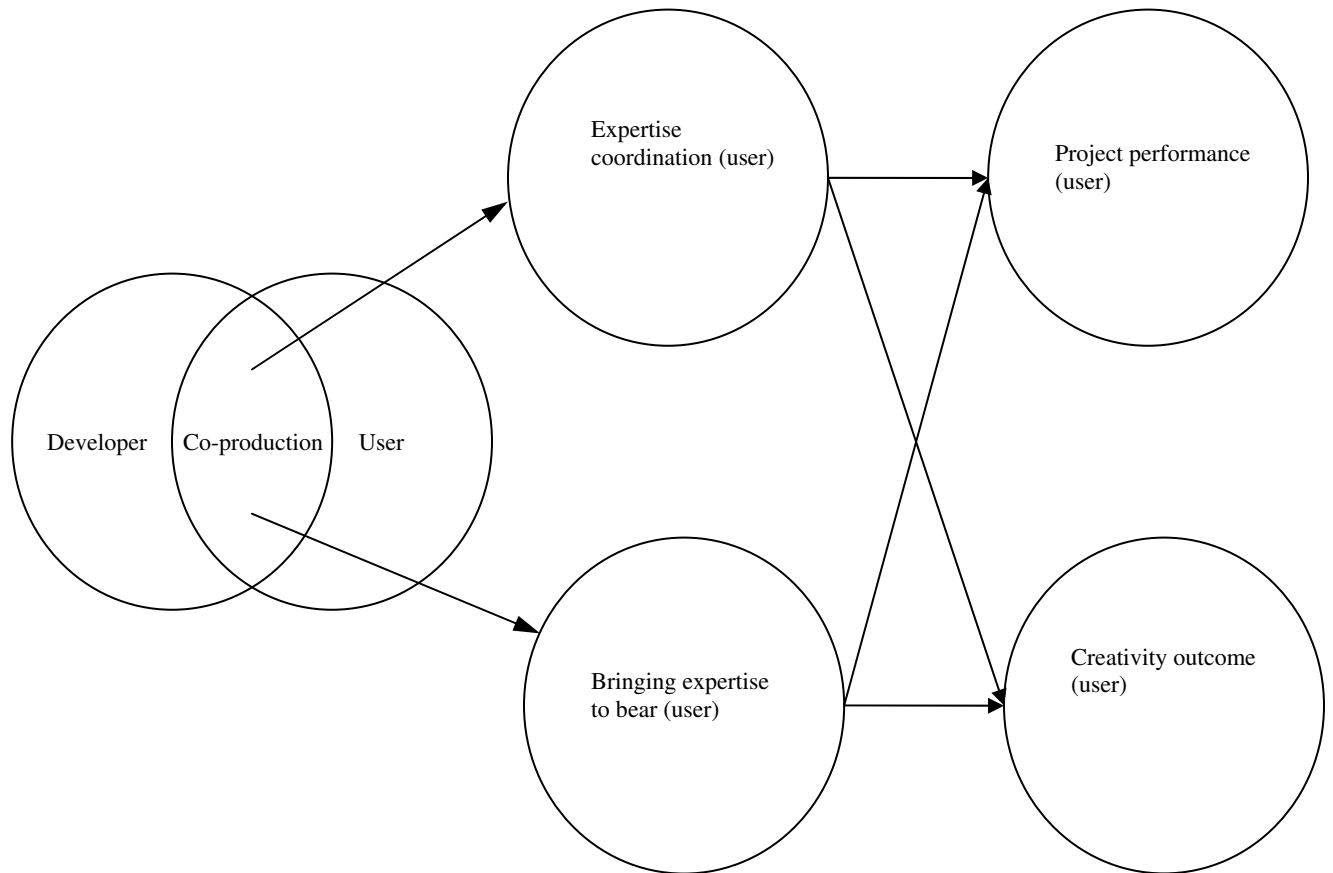 Expertise
coordination (user)
Project performance
(user)
Developer
Co-production
User
Bringing expertise
to bear (user)
Creativity outcome
(user)